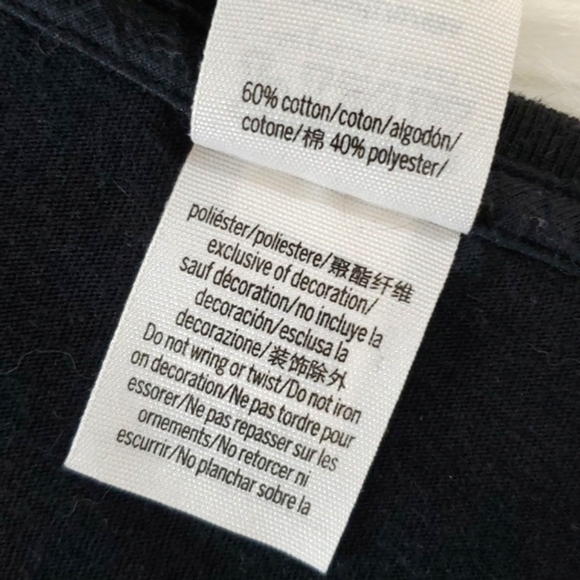 60% cotton/coton/algodón/
cotone/棉 40% polyester/
poliéster/poliestere/聚酯纤维
exclusive of decoration/
sauf décoration/no incluye la
decoración/esclusa la
decorazione/装饰除外
Do not wring or twist/Do not iron
on decoration/Ne pas tordre pour
essorer/Ne pas repasser sur les
ornements/No retorcer ni
escurrir/No planchar sobre la